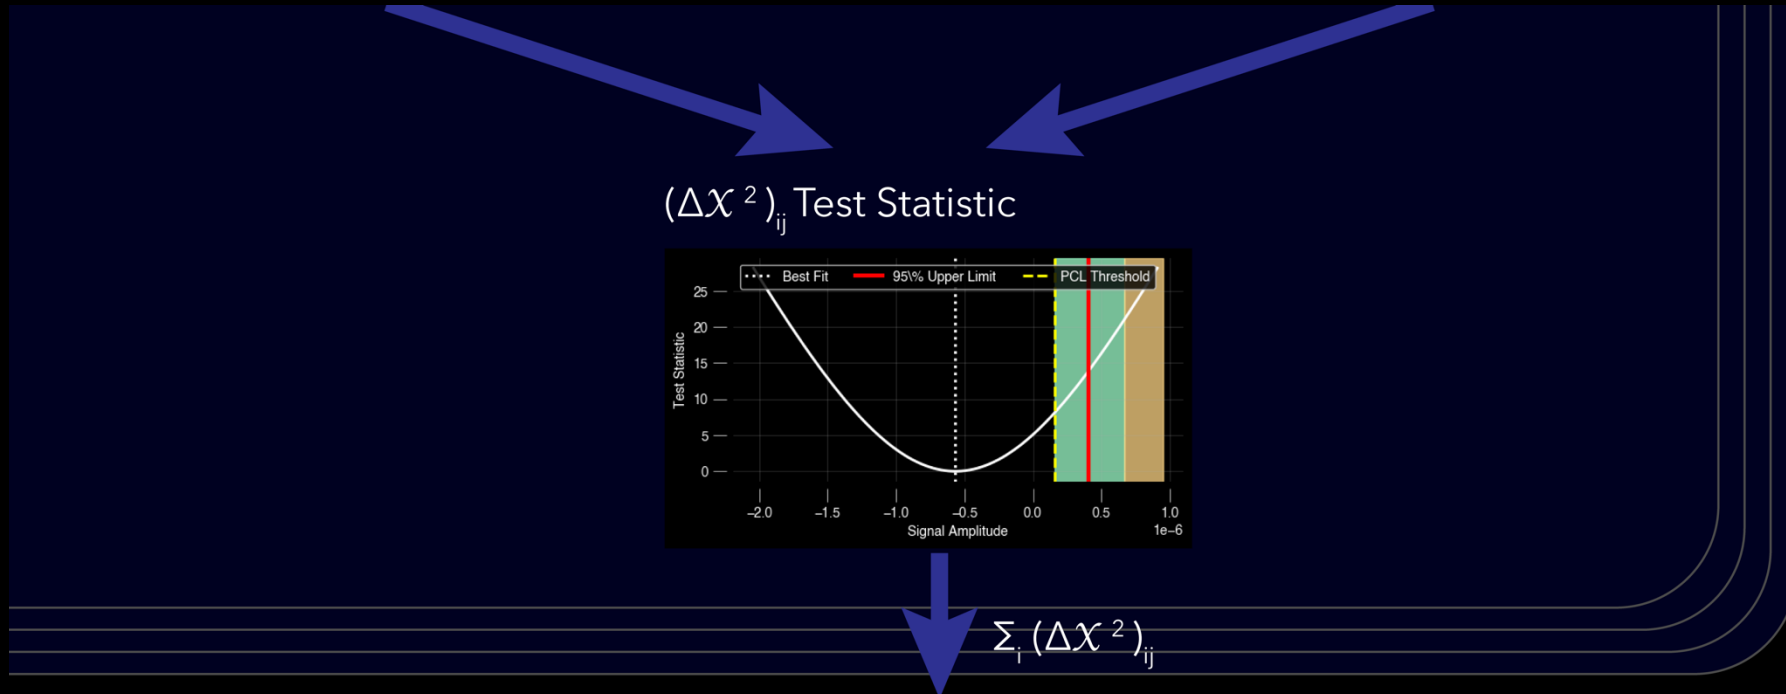 (Δχ ²)ij Test Statistic
Best Fit 95\% Upper Limit PCL Threshold
25
20
15
10
5
0
Test Statistic
−2.0 −1.5 −1.0 −0.5 0.0 0.5 1.0
1e−6
Signal Amplitude
Σi (Δχ ²)ij